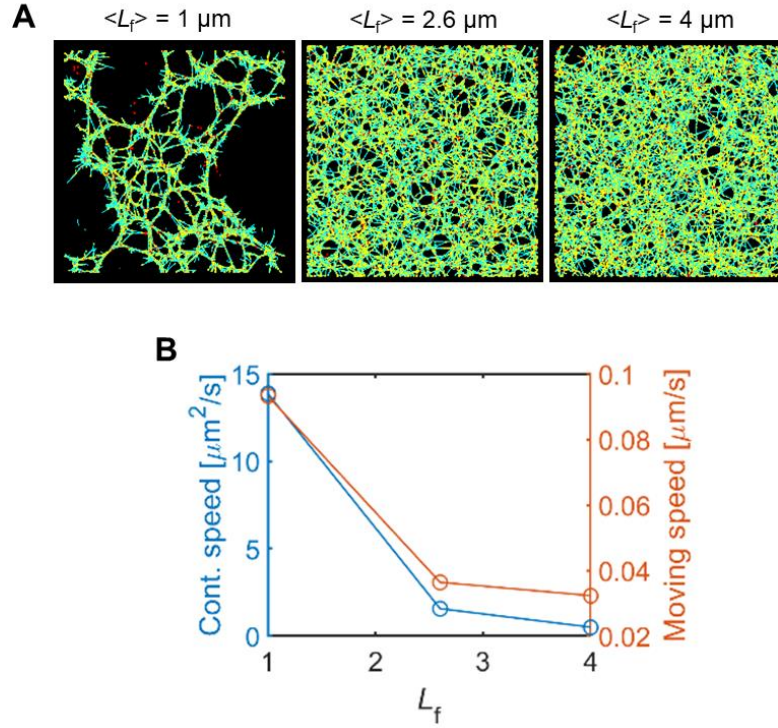 A
<Lf> = 1 μm
<Lf> = 2.6 μm
<Lf> = 4 μm
B
Cont. speed [μm²/s]
15
10
5
0
Moving speed [μm/s]
0.1
0.08
0.06
0.04
0.02
1 2 3 4
Lf